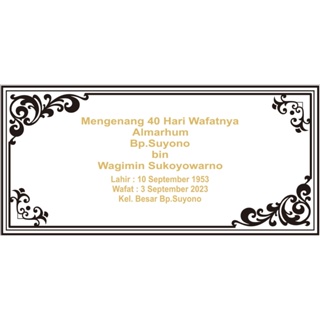 Mengenang 40 Hari Wafatnya
Almarhum
Bp.Suyono
bin
Wagimin Sukoyowarno
Lahir : 10 September 1953
Wafat : 3 September 2023
Kel. Besar Bp.Suyono